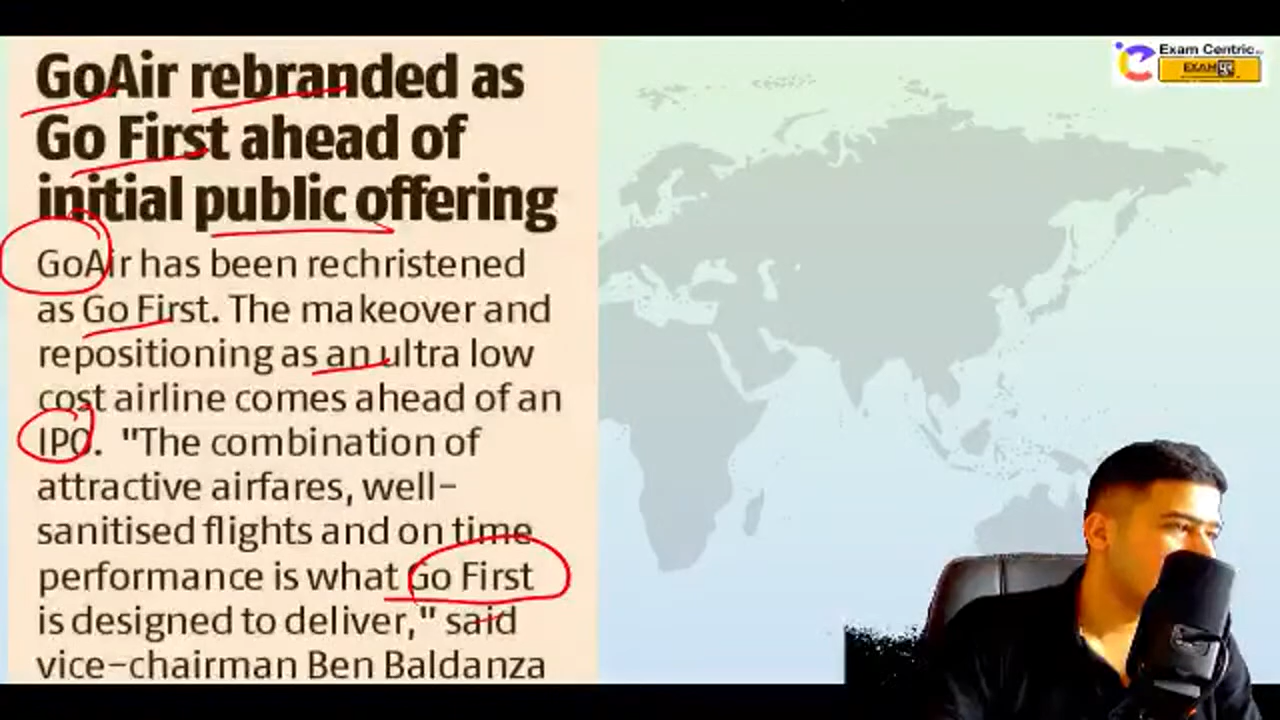 GoAir rebranded as
Go First ahead of
initial public offering
GoAir has been rechristened
as Go First. The makeover and
repositioning as an ultra low
cost airline comes ahead of an
IPO. "The combination of
attractive airfares, well-
sanitised flights and on time
performance is what Go First
is designed to deliver," said
vice-chairman Ben Baldanza
Exam Centric
EXAMपुर